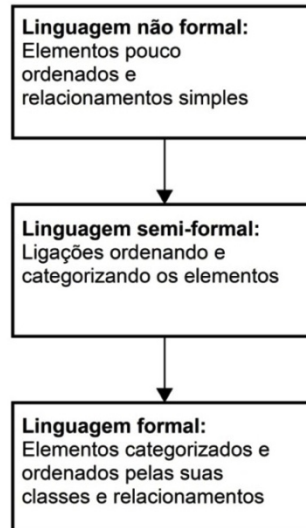 Linguagem não formal:
Elementos pouco
ordenados e
relacionamentos simples
Linguagem semi-formal:
Ligações ordenando e
categorizando os elementos
Linguagem formal:
Elementos categorizados e
ordenados pelas suas
classes e relacionamentos